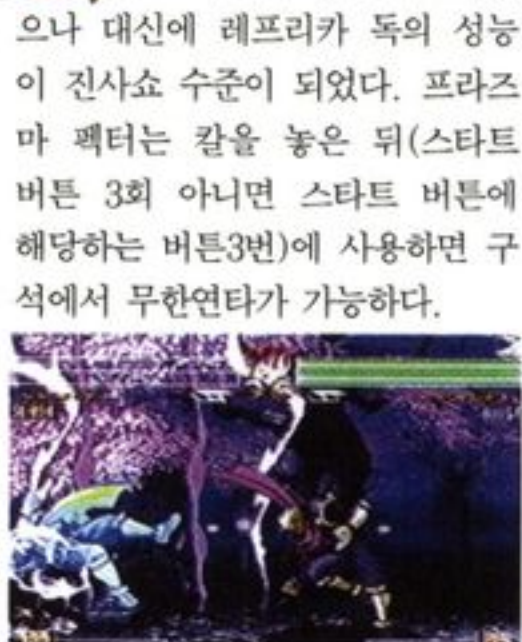 으나 대신에 레프리카 독의 성능
이 진사쇼 수준이 되었다. 프라즈
마 펙터는 칼을 놓은 뒤(스타트
버튼 3회 아니면 스타트 버튼에
해당하는 버튼3번)에 사용하면 구
석에서 무한연타가 가능하다.